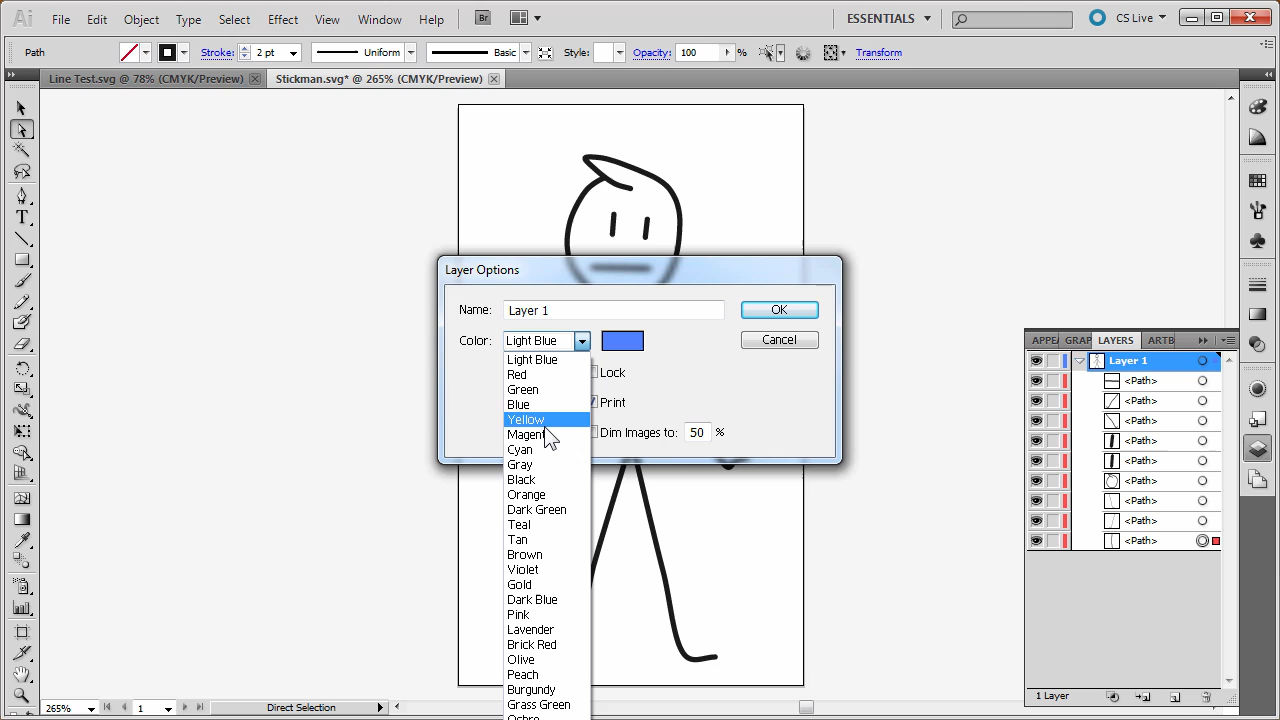 Ai File Edit Object Type Select Effect View Window Help Br ESSENTIALS CS Live
Path Stroke: 2 pt Uniform Basic Style: Opacity: 100 % Transform
Line Test.svg @ 78% (CMYK/Preview) Stickman.svg* @ 265% (CMYK/Preview)
Layer Options
Name: Layer 1 OK
Color: Light Blue Cancel
Light Blue
Red
Green
Blue
Yellow
Magent
Cyan
Gray
Black
Orange
Dark Green
Teal
Tan
Brown
Violet
Gold
Dark Blue
Pink
Lavender
Brick Red
Olive
Peach
Burgundy
Grass Green
Ochre
Lock
Print
Dim Images to: 50 %
APPEA GRAP LAYERS ARTB
Layer 1
<Path>
<Path>
<Path>
<Path>
<Path>
<Path>
<Path>
<Path>
<Path>
1 Layer
265% 1 Direct Selection